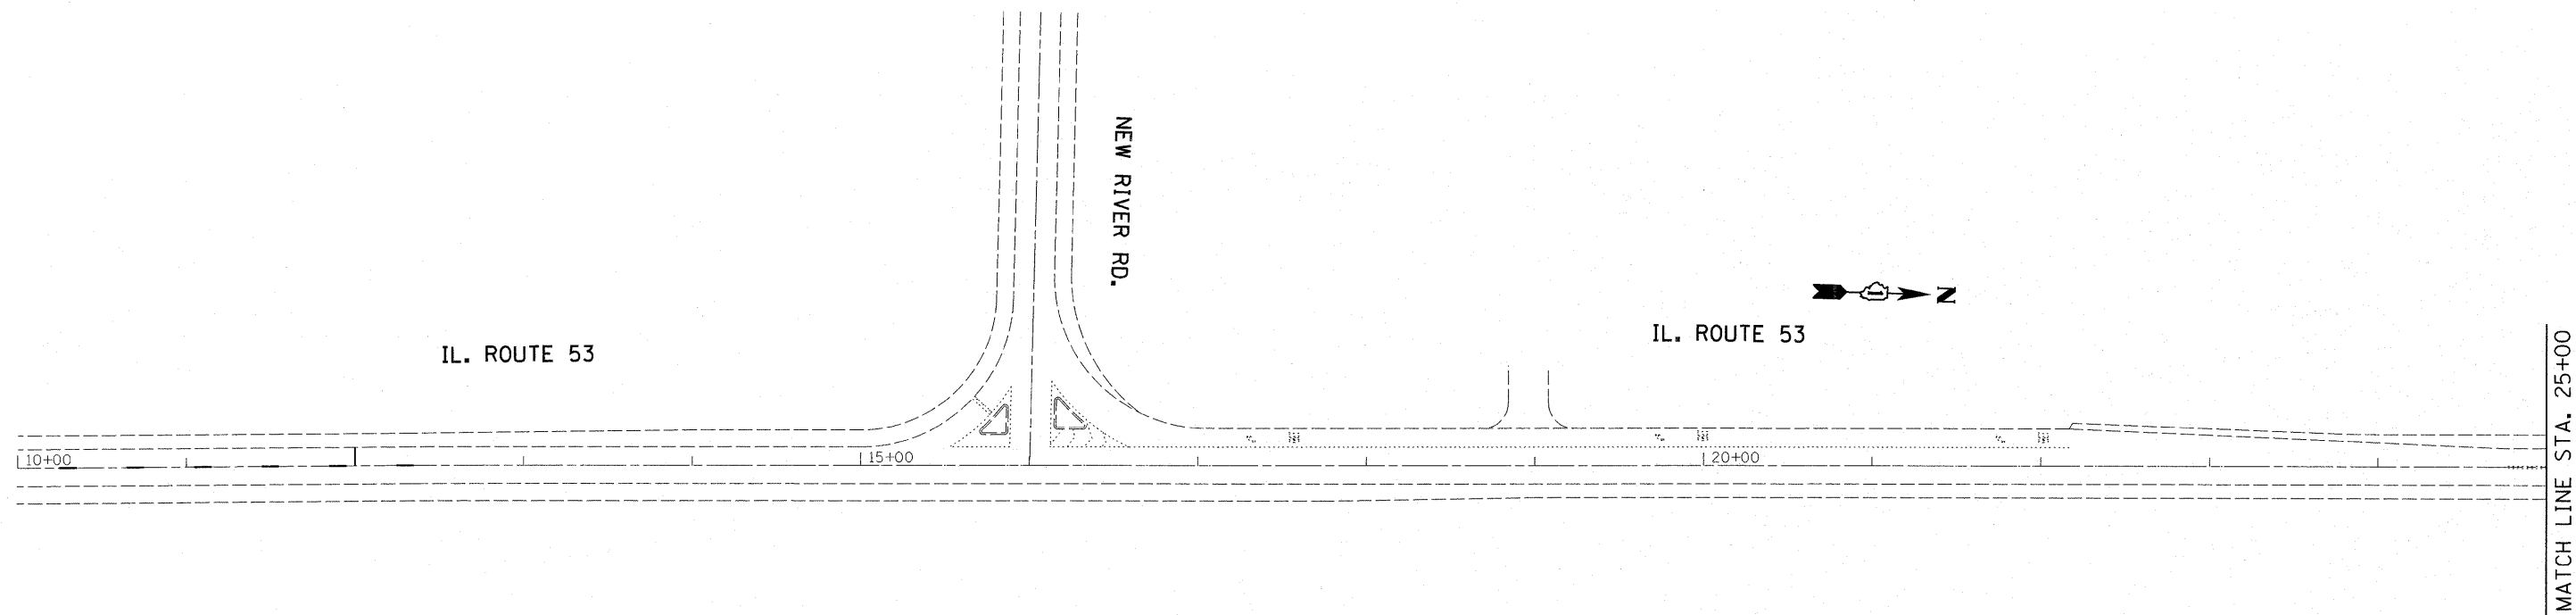 NEW RIVER RD.
N
IL. ROUTE 53
IL. ROUTE 53
10+00
15+00
20+00
MATCH LINE STA. 25+00